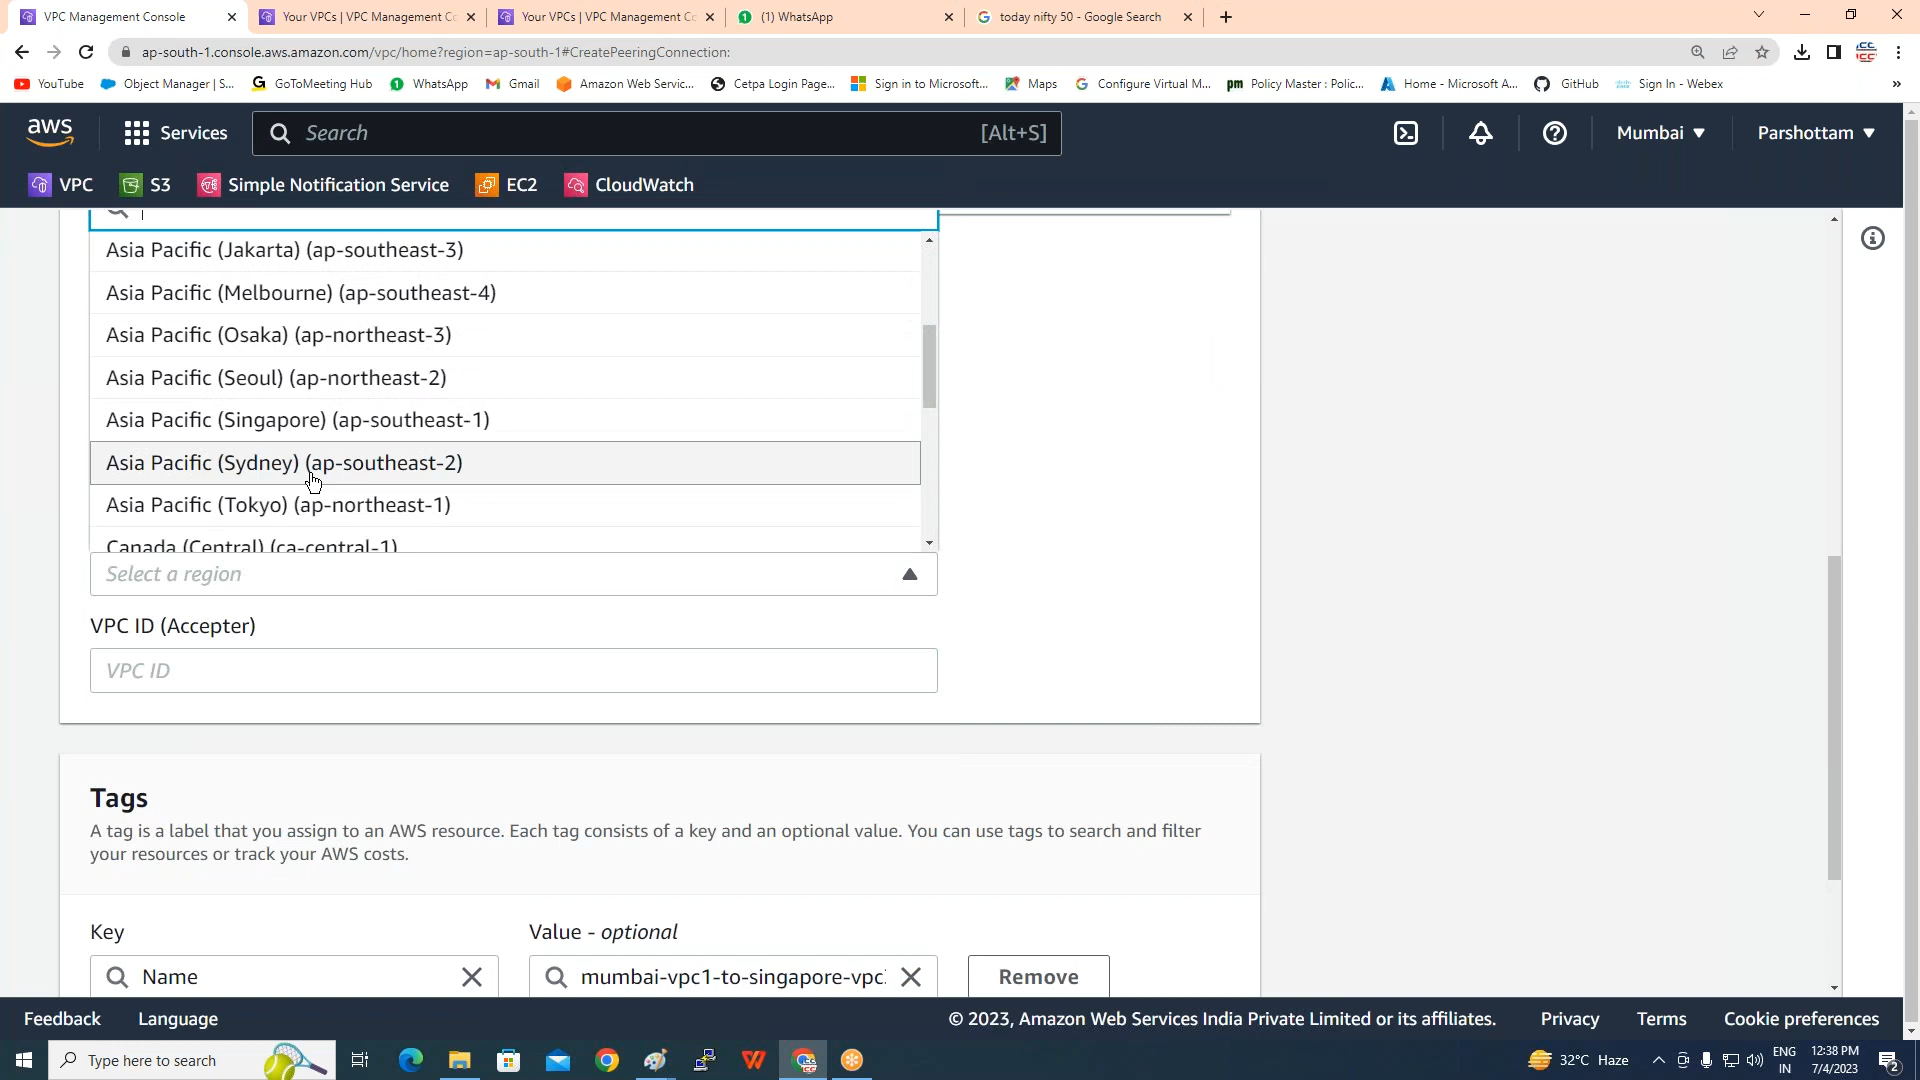 VPC Management Console
Your VPCs | VPC Management Co
Your VPCs | VPC Management Co
(1) WhatsApp
today nifty 50 - Google Search
ap-south-1.console.aws.amazon.com/vpc/home?region=ap-south-1#CreatePeeringConnection:
YouTube
Object Manager | S...
GoToMeeting Hub
WhatsApp
Gmail
Amazon Web Servic...
Cetpa Login Page...
Sign in to Microsoft...
Maps
Configure Virtual M...
pm Policy Master : Polic...
Home - Microsoft A...
GitHub
Sign In - Webex
»
aws
Services
Search
[Alt+S]
Mumbai
Parshottam
VPC
S3
Simple Notification Service
EC2
CloudWatch
Asia Pacific (Jakarta) (ap-southeast-3)
Asia Pacific (Melbourne) (ap-southeast-4)
Asia Pacific (Osaka) (ap-northeast-3)
Asia Pacific (Seoul) (ap-northeast-2)
Asia Pacific (Singapore) (ap-southeast-1)
Asia Pacific (Sydney) (ap-southeast-2)
Asia Pacific (Tokyo) (ap-northeast-1)
Canada (Central) (ca-central-1)
Select a region
VPC ID (Accepter)
VPC ID
Tags
A tag is a label that you assign to an AWS resource. Each tag consists of a key and an optional value. You can use tags to search and filter
your resources or track your AWS costs.
Key
Value - optional
Name
mumbai-vpc1-to-singapore-vpc
Remove
Feedback
Language
© 2023, Amazon Web Services India Private Limited or its affiliates.
Privacy
Terms
Cookie preferences
Type here to search
32°C Haze
ENG
IN
12:38 PM
7/4/2023
2